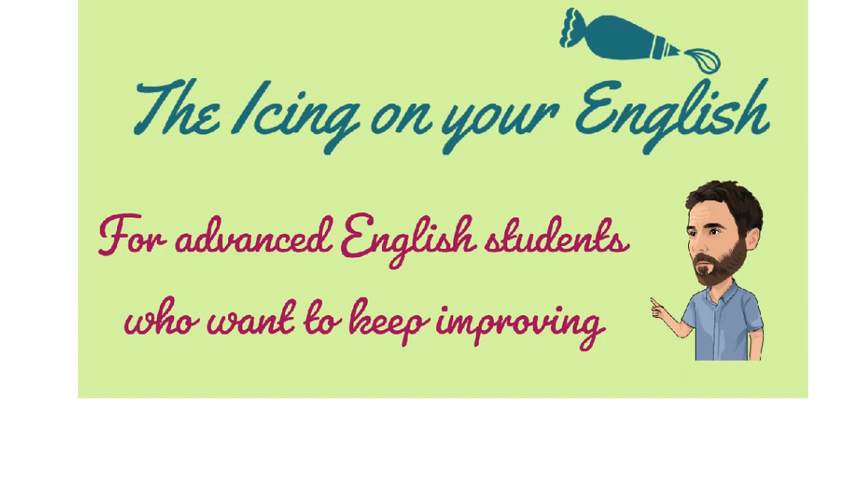 The Icing on your English
For advanced English students
who want to keep improving